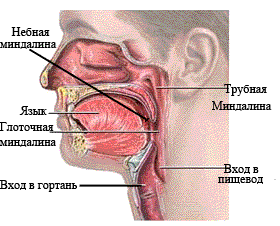 Небная
миндалина
Трубная
Миндалина
Язык
Глоточная
миндалина
Вход в
пищевод
Вход в гортань